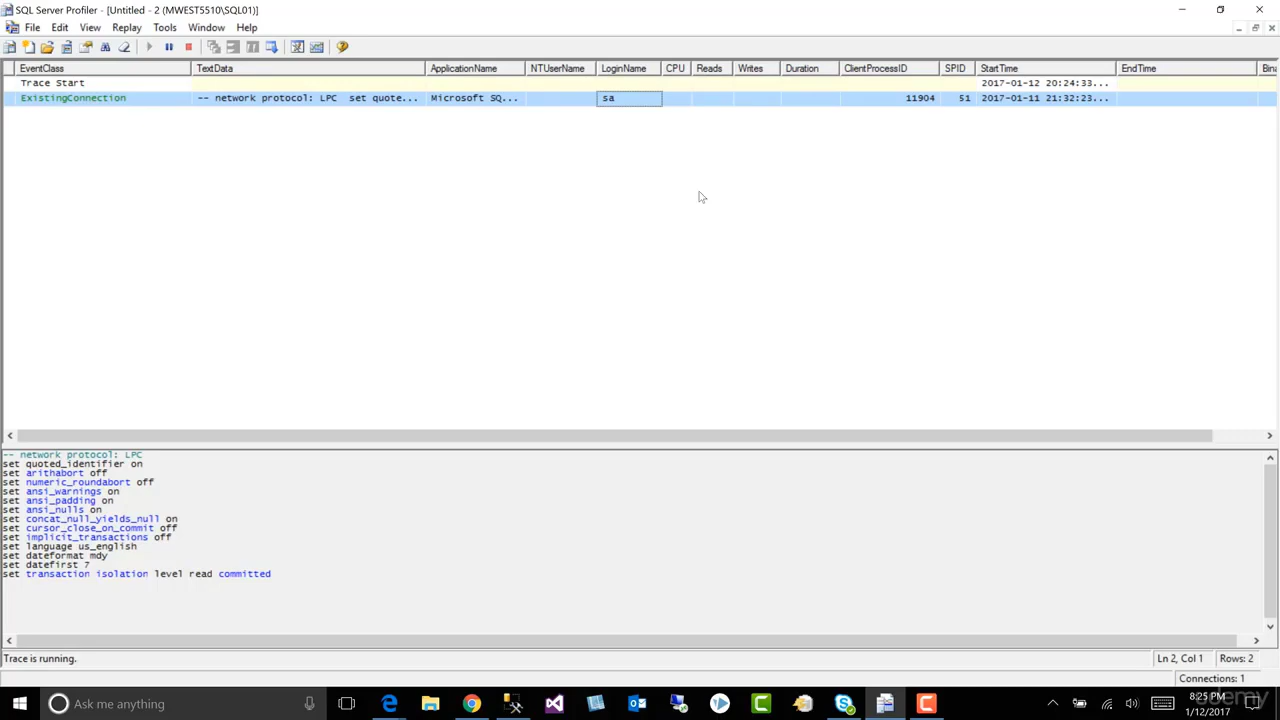 SQL Server Profiler - [Untitled - 2 (MWEST5510\SQL01)]
File Edit View Replay Tools Window Help
EventClass TextData ApplicationName NTUserName LoginName CPU Reads Writes Duration ClientProcessID SPID StartTime EndTime Bina
Trace Start 2017-01-12 20:24:33...
ExistingConnection -- network protocol: LPC set quote... Microsoft SQ... sa 11904 51 2017-01-11 21:32:23...
-- network protocol: LPC
set quoted_identifier on
set arithabort off
set numeric_roundabort off
set ansi_warnings on
set ansi_padding on
set ansi_nulls on
set concat_null_yields_null on
set cursor_close_on_commit off
set implicit_transactions off
set language us_english
set dateformat mdy
set datefirst 7
set transaction isolation level read committed
Trace is running. Ln 2, Col 1 Rows: 2
Connections: 1
Ask me anything 8:25 PM
1/12/2017
udemy